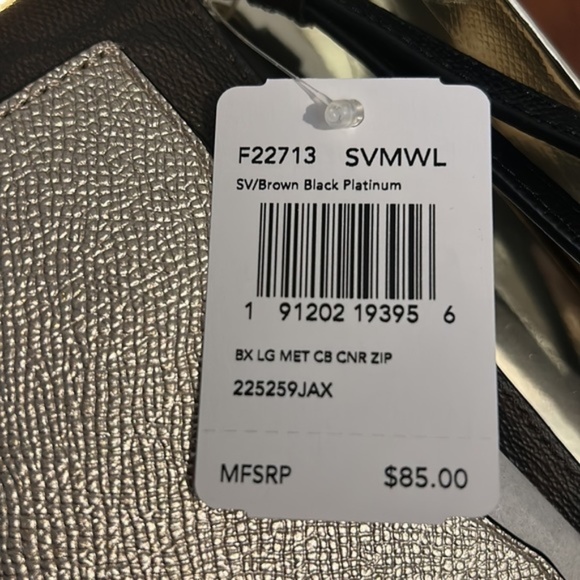 F22713 SVMWL
SV/Brown Black Platinum
1 91202 19395 6
BX LG MET CB CNR ZIP
225259JAX
MFSRP $85.00